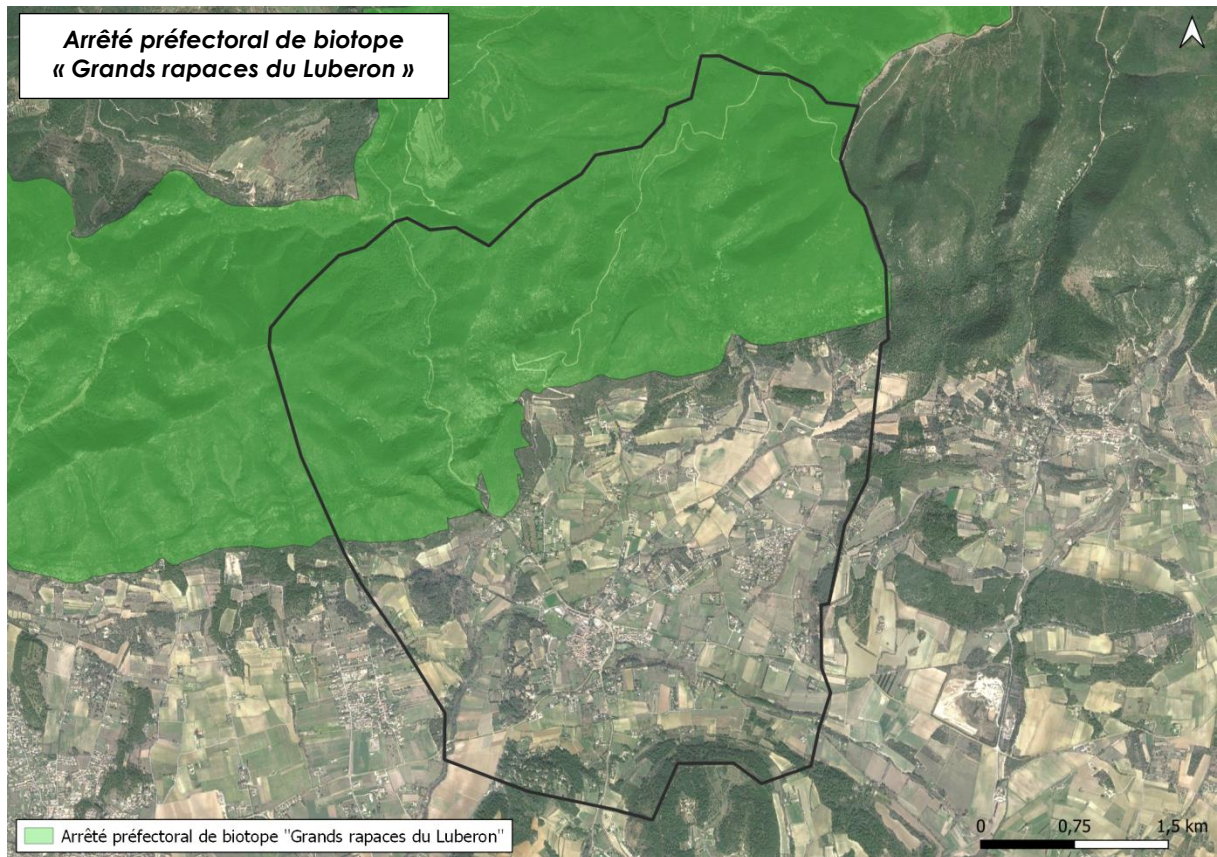 Arrêté préfectoral de biotope
« Grands rapaces du Luberon »
Arrêté préfectoral de biotope "Grands rapaces du Luberon"
0 0,75 1,5 km